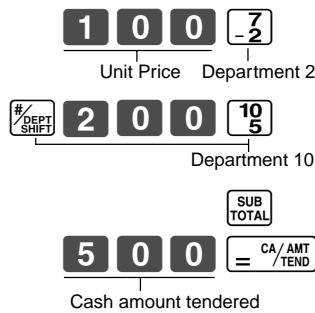 1 0 0 7
-2
Unit Price Department 2
#/DEPT SHIFT 2 0 0 10
5
Department 10
SUB
TOTAL
5 0 0 = CA/AMT TEND
Cash amount tendered